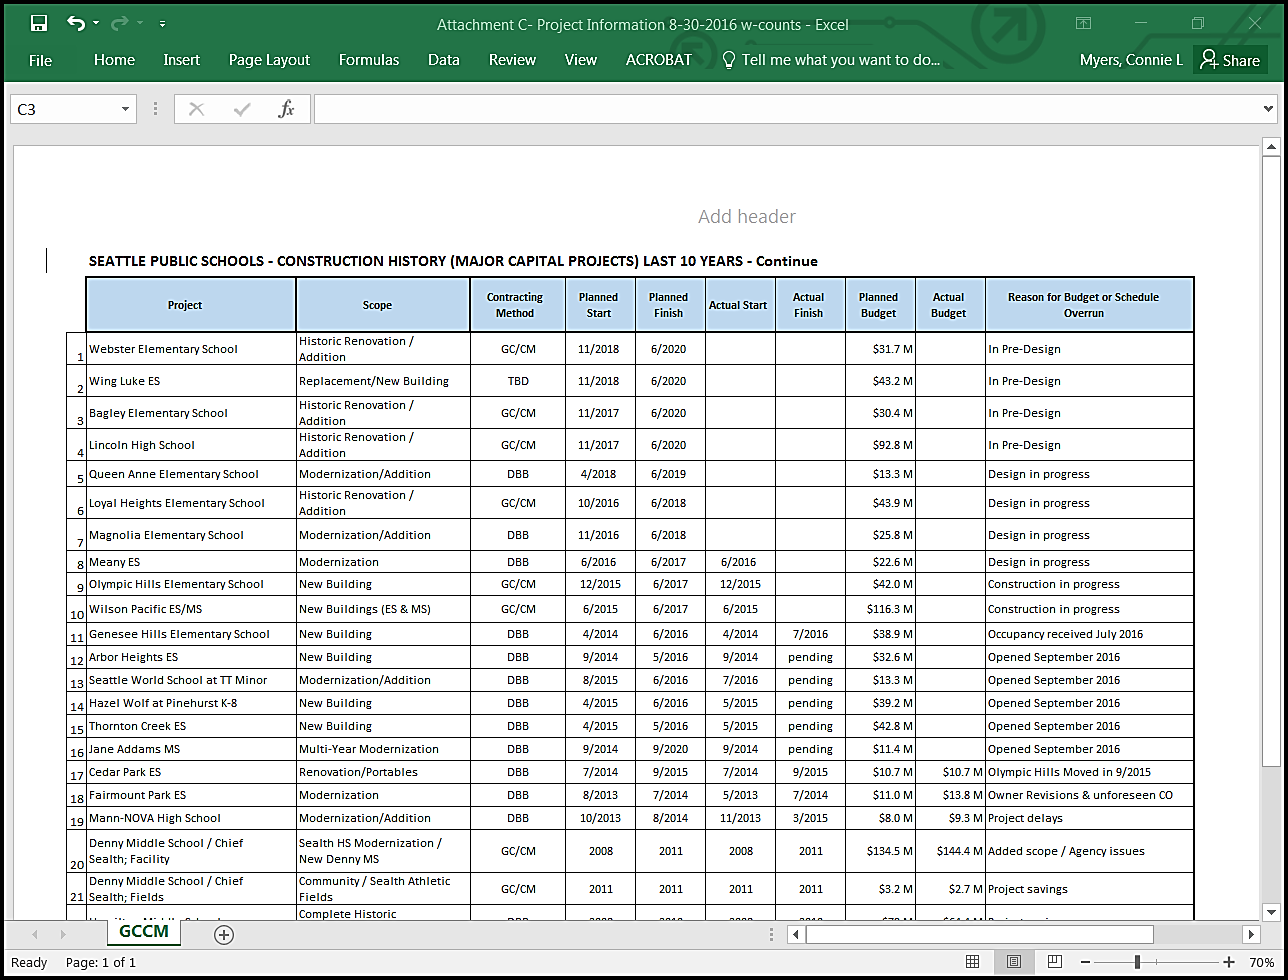 Attachment C- Project Information 8-30-2016 w-counts - Excel
File Home Insert Page Layout Formulas Data Review View ACROBAT Tell me what you want to do... Myers, Connie L Share
C3 fx
Add header
SEATTLE PUBLIC SCHOOLS - CONSTRUCTION HISTORY (MAJOR CAPITAL PROJECTS) LAST 10 YEARS - Continue
Project Scope Contracting Method Planned Start Planned Finish Actual Start Actual Finish Planned Budget Actual Budget Reason for Budget or Schedule Overrun
1 Webster Elementary School Historic Renovation / Addition GC/CM 11/2018 6/2020 $31.7 M In Pre-Design
2 Wing Luke ES Replacement/New Building TBD 11/2018 6/2020 $43.2 M In Pre-Design
3 Bagley Elementary School Historic Renovation / Addition GC/CM 11/2017 6/2020 $30.4 M In Pre-Design
4 Lincoln High School Historic Renovation / Addition GC/CM 11/2017 6/2020 $92.8 M In Pre-Design
5 Queen Anne Elementary School Modernization/Addition DBB 4/2018 6/2019 $13.3 M Design in progress
6 Loyal Heights Elementary School Historic Renovation / Addition GC/CM 10/2016 6/2018 $43.9 M Design in progress
7 Magnolia Elementary School Modernization/Addition DBB 11/2016 6/2018 $25.8 M Design in progress
8 Meany ES Modernization DBB 6/2016 6/2017 6/2016 $22.6 M Design in progress
9 Olympic Hills Elementary School New Building GC/CM 12/2015 6/2017 12/2015 $42.0 M Construction in progress
10 Wilson Pacific ES/MS New Buildings (ES & MS) GC/CM 6/2015 6/2017 6/2015 $116.3 M Construction in progress
11 Genesee Hills Elementary School New Building DBB 4/2014 6/2016 4/2014 7/2016 $38.9 M Occupancy received July 2016
12 Arbor Heights ES New Building DBB 9/2014 5/2016 9/2014 pending $32.6 M Opened September 2016
13 Seattle World School at TT Minor Modernization/Addition DBB 8/2015 6/2016 7/2016 pending $13.3 M Opened September 2016
14 Hazel Wolf at Pinehurst K-8 New Building DBB 4/2015 6/2016 5/2015 pending $39.2 M Opened September 2016
15 Thornton Creek ES New Building DBB 4/2015 5/2016 5/2015 pending $42.8 M Opened September 2016
16 Jane Addams MS Multi-Year Modernization DBB 9/2014 9/2020 9/2014 pending $11.4 M Opened September 2016
17 Cedar Park ES Renovation/Portables DBB 7/2014 9/2015 7/2014 9/2015 $10.7 M $10.7 M Olympic Hills Moved in 9/2015
18 Fairmount Park ES Modernization DBB 8/2013 7/2014 5/2013 7/2014 $11.0 M $13.8 M Owner Revisions & unforeseen CO
19 Mann-NOVA High School Modernization/Addition DBB 10/2013 8/2014 11/2013 3/2015 $8.0 M $9.3 M Project delays
20 Denny Middle School / Chief Sealth; Facility Sealth HS Modernization / New Denny MS GC/CM 2008 2011 2008 2011 $134.5 M $144.4 M Added scope / Agency issues
21 Denny Middle School / Chief Sealth; Fields Community / Sealth Athletic Fields GC/CM 2011 2011 2011 2011 $3.2 M $2.7 M Project savings
Complete Historic
GCCM
Ready Page: 1 of 1 70%